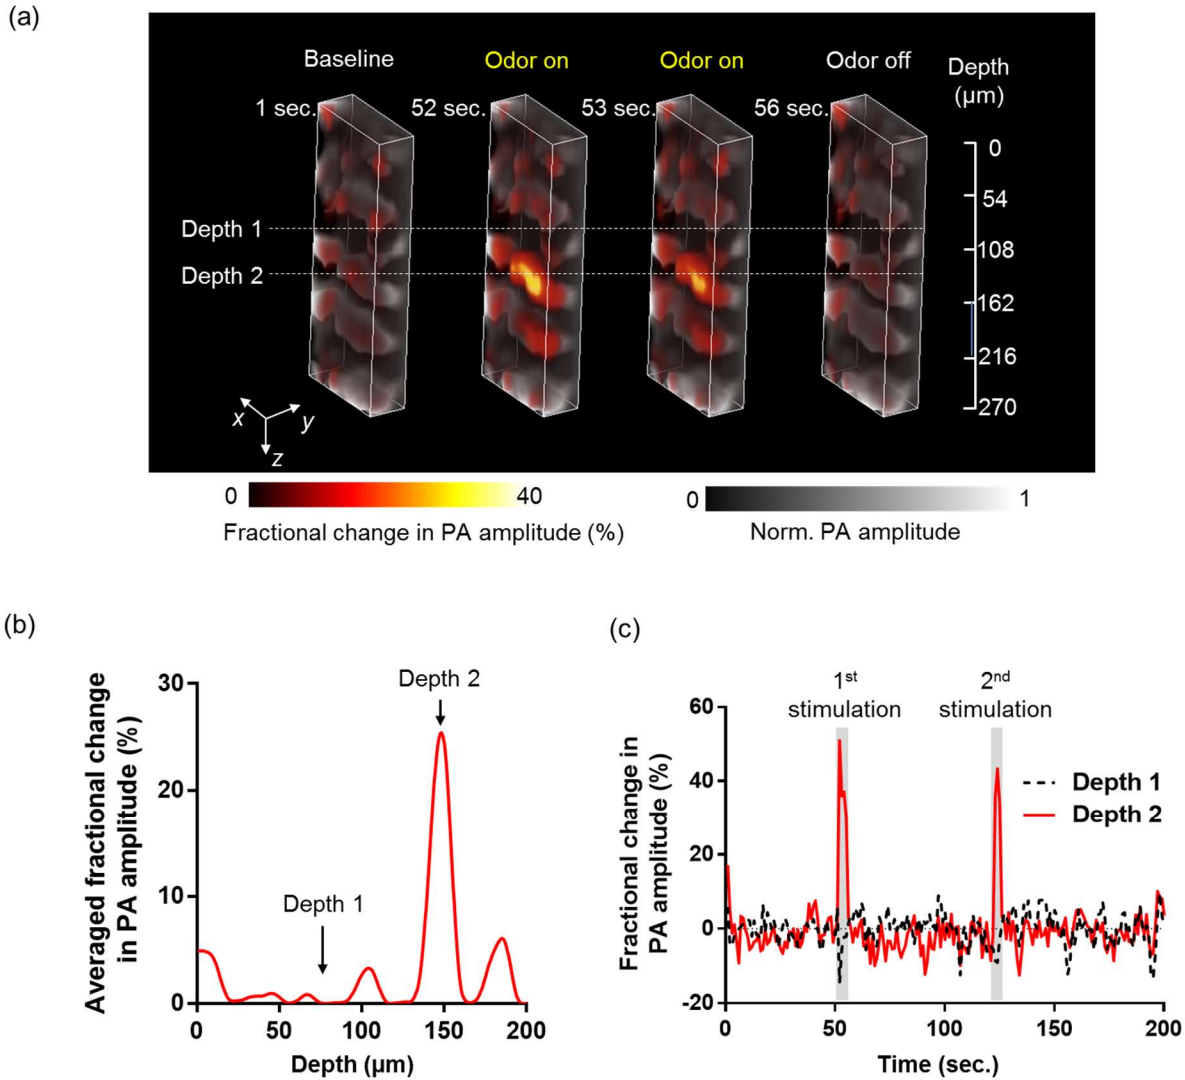 (a)
Baseline
Odor on
Odor on
Odor off
Depth
(µm)
1 sec.
52 sec.
53 sec.
56 sec.
0
54
108
162
216
270
Depth 1
Depth 2
x
y
z
0
40
Fractional change in PA amplitude (%)
0
1
Norm. PA amplitude
(b)
Averaged fractional change
in PA amplitude (%)
30
20
10
0
Depth 2
Depth 1
0
50
100
150
200
Depth (µm)
(c)
1st
stimulation
2nd
stimulation
Fractional change in
PA amplitude (%)
60
40
20
0
-20
Depth 1
Depth 2
0
50
100
150
200
Time (sec.)